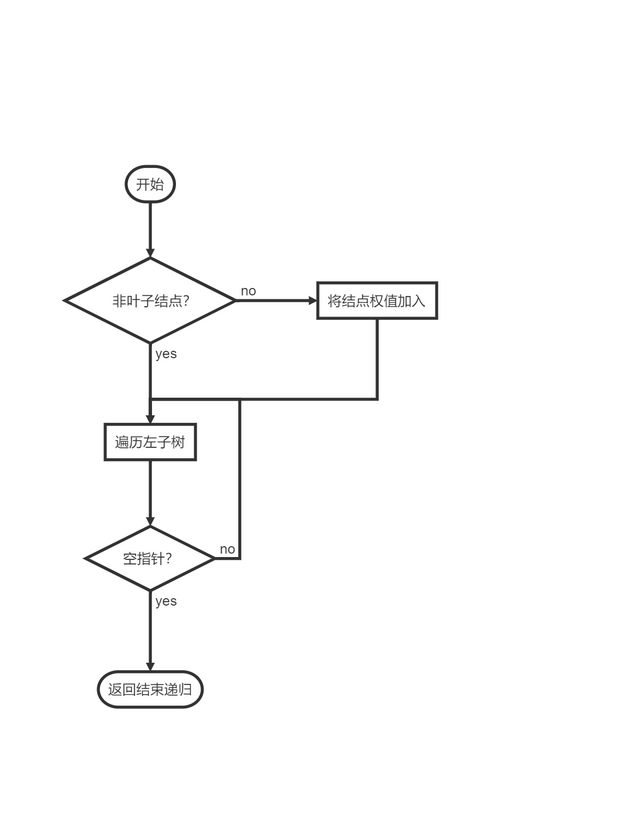 开始
非叶子结点?
no
将结点权值加入
yes
遍历左子树
空指针?
no
yes
返回结束递归